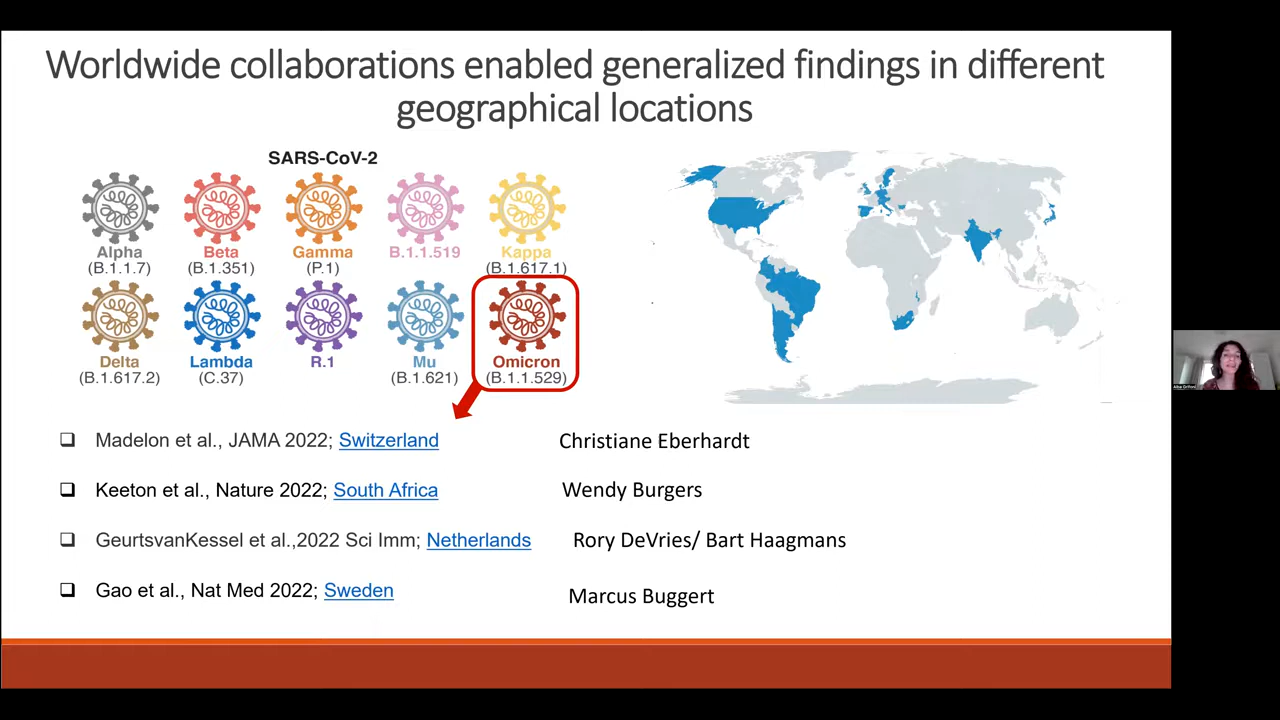 Worldwide collaborations enabled generalized findings in different
geographical locations
SARS-CoV-2
Alpha
(B.1.1.7)
Beta
(B.1.351)
Gamma
(P.1)
B.1.1.519
Kappa
(B.1.617.1)
Delta
(B.1.617.2)
Lambda
(C.37)
R.1
Mu
(B.1.621)
Omicron
(B.1.1.529)
Madelon et al., JAMA 2022; Switzerland
Christiane Eberhardt
Keeton et al., Nature 2022; South Africa
Wendy Burgers
GeurtsvanKessel et al.,2022 Sci Imm; Netherlands
Rory DeVries/ Bart Haagmans
Gao et al., Nat Med 2022; Sweden
Marcus Buggert
Alba Grifoni